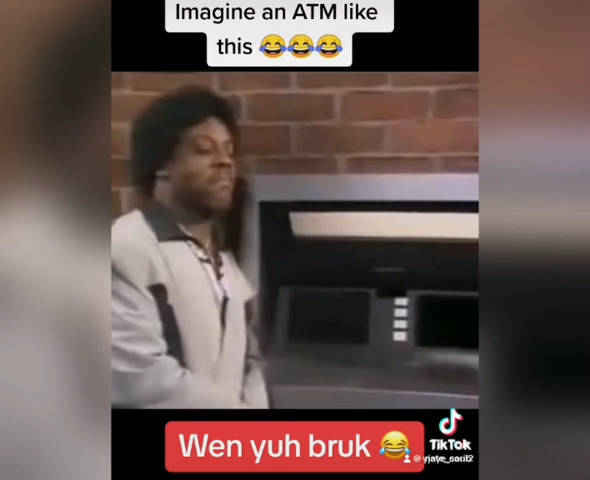 Imagine an ATM like
this 😂😂😂
Wen yuh bruk 😂
TikTok